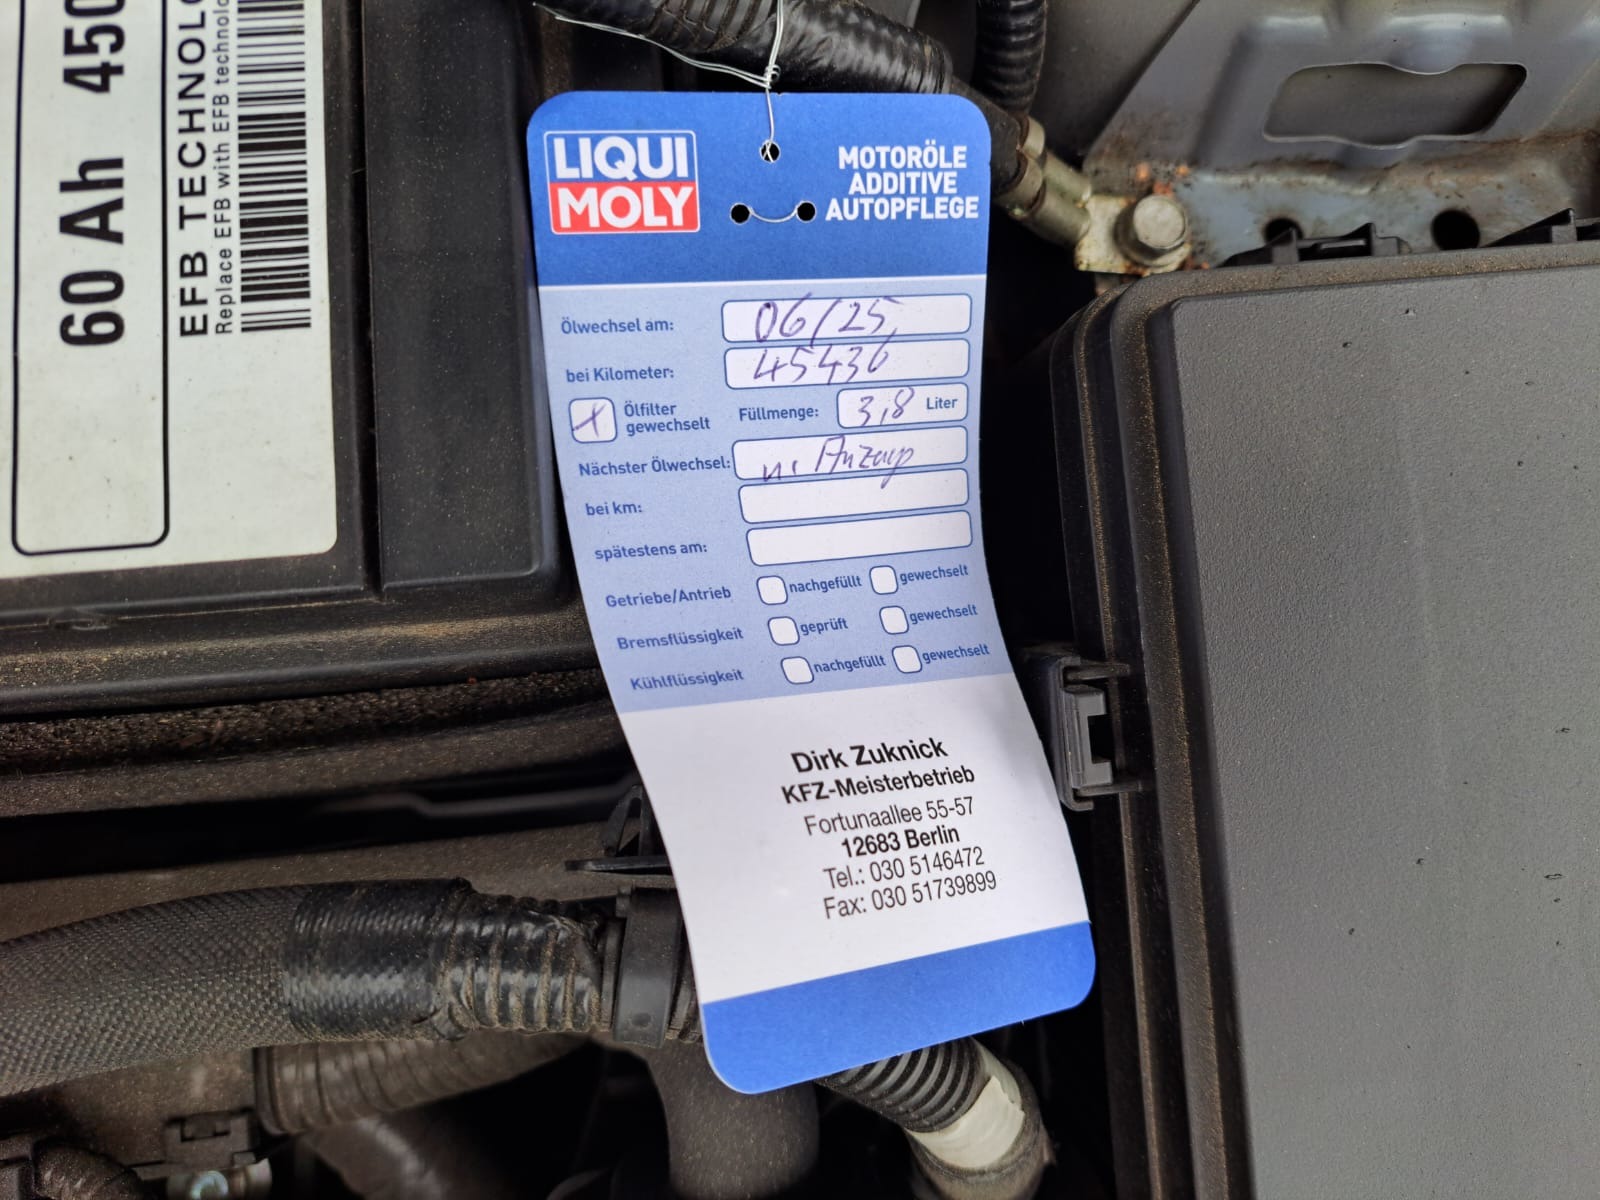 60 Ah 450
EFB TECHNOLO
Replace EFB with EFB technolo
LIQUI
MOLY
MOTORÖLE
ADDITIVE
AUTOPFLEGE
Ölwechsel am: 06/25
bei Kilometer: 45436
X Ölfilter gewechselt Füllmenge: 3,8 Liter
Nächster Ölwechsel: n. Anzeige
bei km:
spätestens am:
Getriebe/Antrieb nachgefüllt gewechselt
Bremsflüssigkeit geprüft gewechselt
Kühlflüssigkeit nachgefüllt gewechselt
Dirk Zuknick
KFZ-Meisterbetrieb
Fortunaallee 55-57
12683 Berlin
Tel.: 030 5146472
Fax: 030 51739899